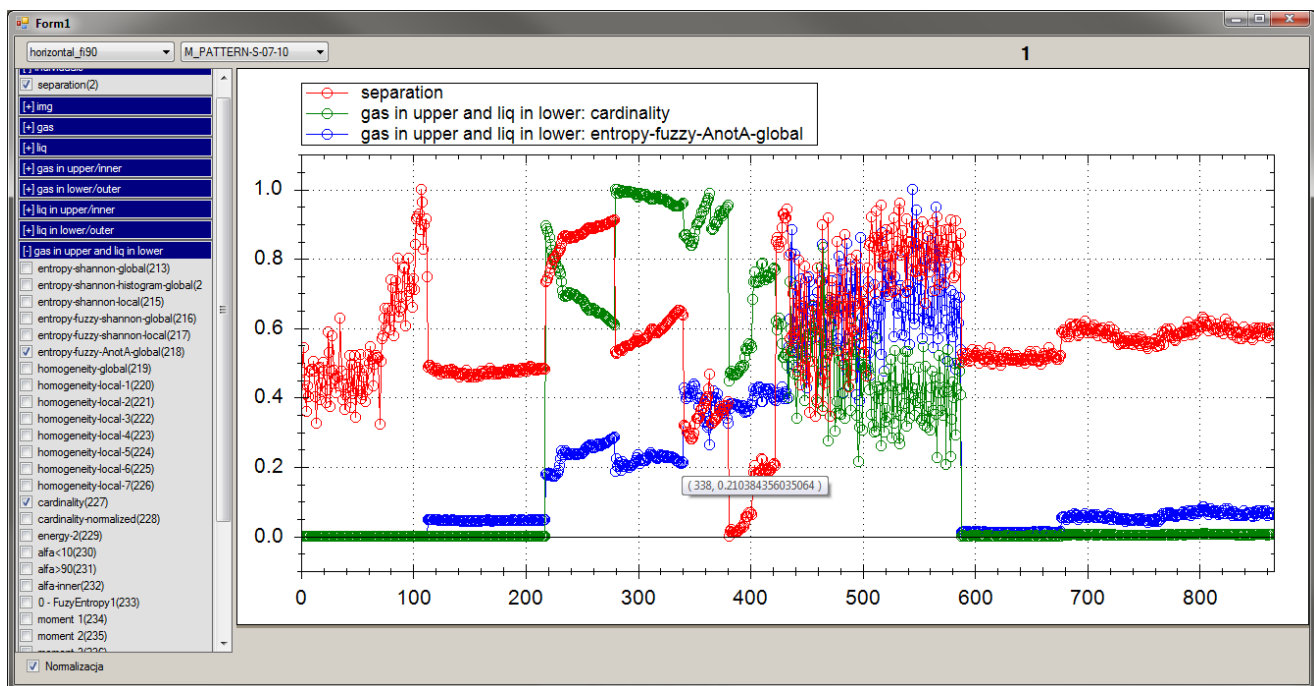 Form1
horizontal_fi90
M_PATTERN-S-07-10
1
separation(2)
[+] img
[+] gas
[+] liq
[+] gas in upper/inner
[+] gas in lower/outer
[+] liq in upper/inner
[+] liq in lower/outer
[-] gas in upper and liq in lower
entropy-shannon-global(213)
entropy-shannon-histogram-global(2
entropy-shannon-local(215)
entropy-fuzzy-shannon-global(216)
entropy-fuzzy-shannon-local(217)
entropy-fuzzy-AnotA-global(218)
homogeneity-global(219)
homogeneity-local-1(220)
homogeneity-local-2(221)
homogeneity-local-3(222)
homogeneity-local-4(223)
homogeneity-local-5(224)
homogeneity-local-6(225)
homogeneity-local-7(226)
cardinality(227)
cardinality-normalized(228)
energy-2(229)
alfa<10(230)
alfa>90(231)
alfa-inner(232)
0 - FuzyEntropy1(233)
moment 1(234)
moment 2(235)
Normalizacja
separation
gas in upper and liq in lower: cardinality
gas in upper and liq in lower: entropy-fuzzy-AnotA-global
1.0
0.8
0.6
0.4
0.2
0.0
( 338, 0.210384356035064 )
0 100 200 300 400 500 600 700 800